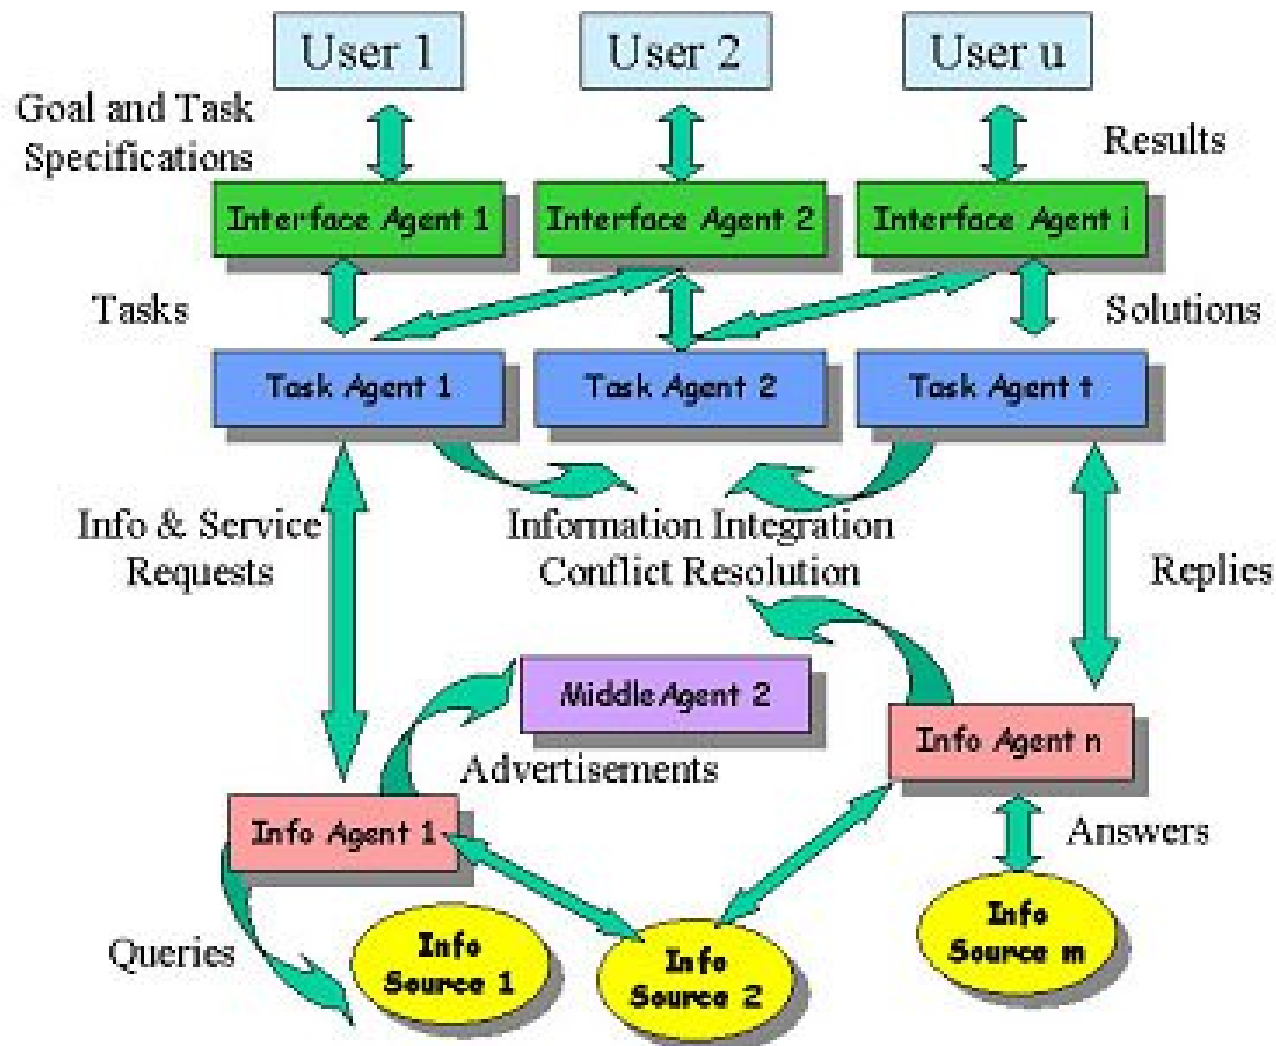 User 1
User 2
User u
Goal and Task
Specifications
Results
Interface Agent 1
Interface Agent 2
Interface Agent i
Tasks
Solutions
Task Agent 1
Task Agent 2
Task Agent t
Info & Service
Requests
Information Integration
Conflict Resolution
Replies
Middle Agent 2
Info Agent n
Advertisements
Info Agent 1
Answers
Queries
Info
Source 1
Info
Source 2
Info
Source m